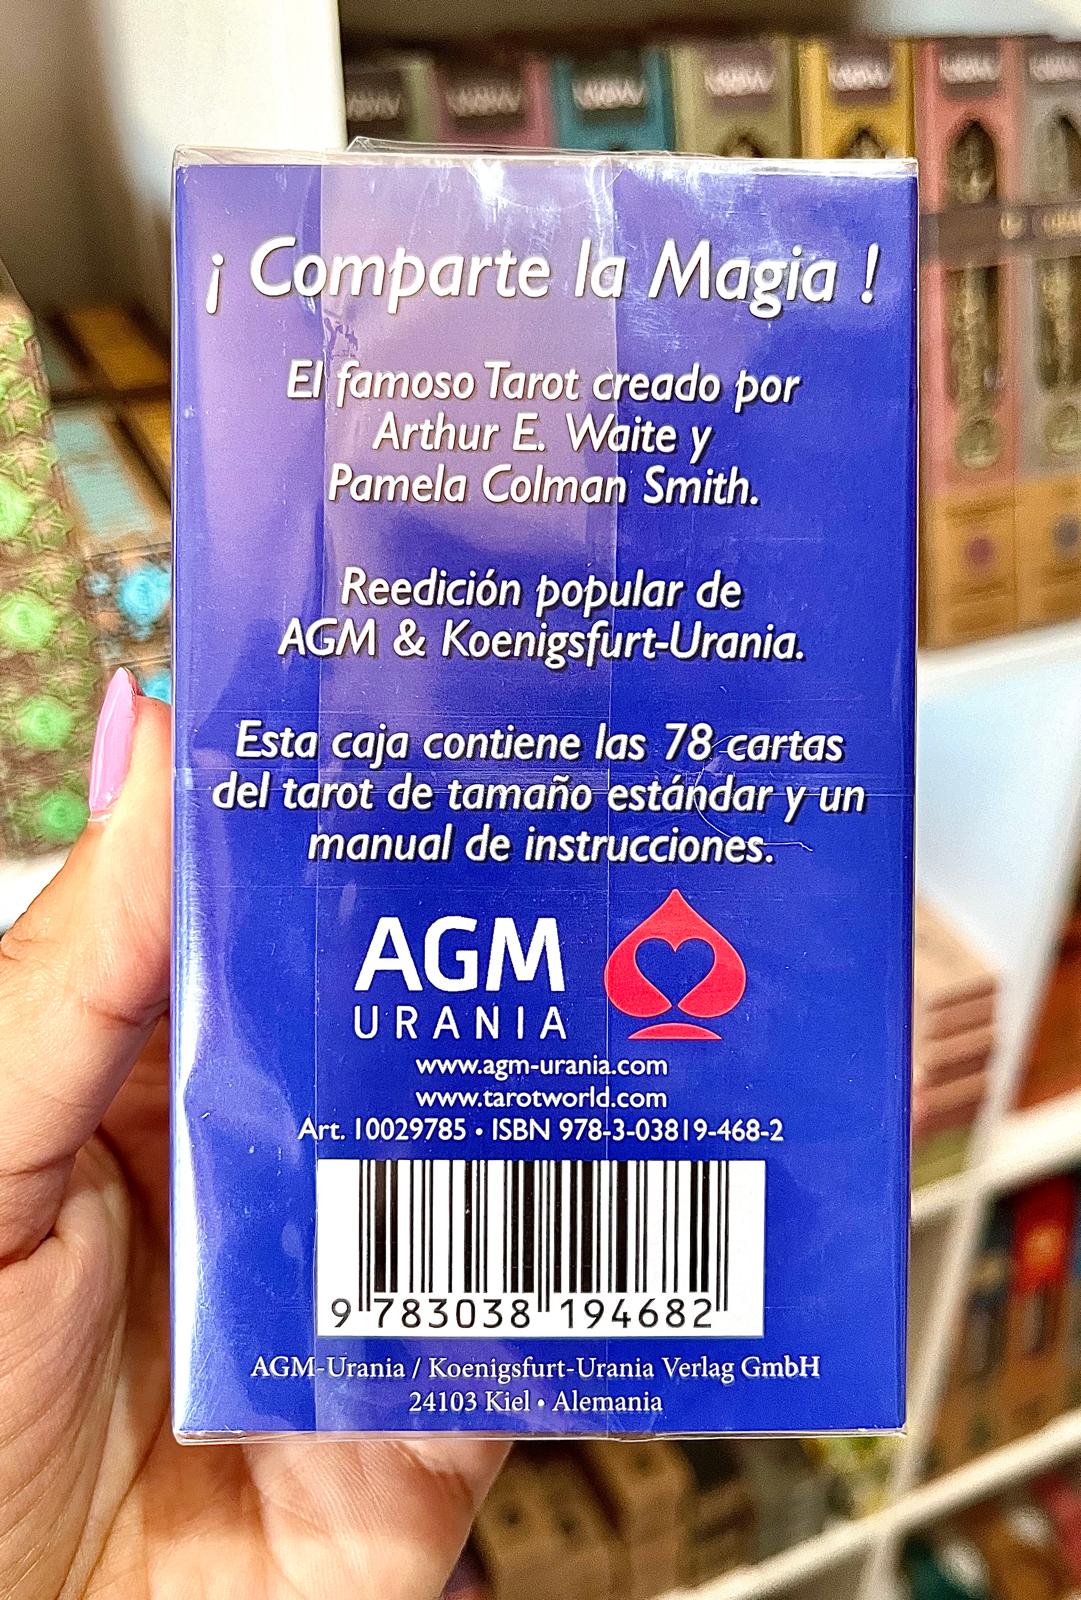 ¡ Comparte la Magia !
El famoso Tarot creado por
Arthur E. Waite y
Pamela Colman Smith.
Reedición popular de
AGM & Koenigsfurt-Urania.
Esta caja contiene las 78 cartas
del tarot de tamaño estándar y un
manual de instrucciones.
AGM
URANIA
www.agm-urania.com
www.tarotworld.com
Art. 10029785 • ISBN 978-3-03819-468-2
9 783038 194682
AGM-Urania / Koenigsfurt-Urania Verlag GmbH
24103 Kiel • Alemania